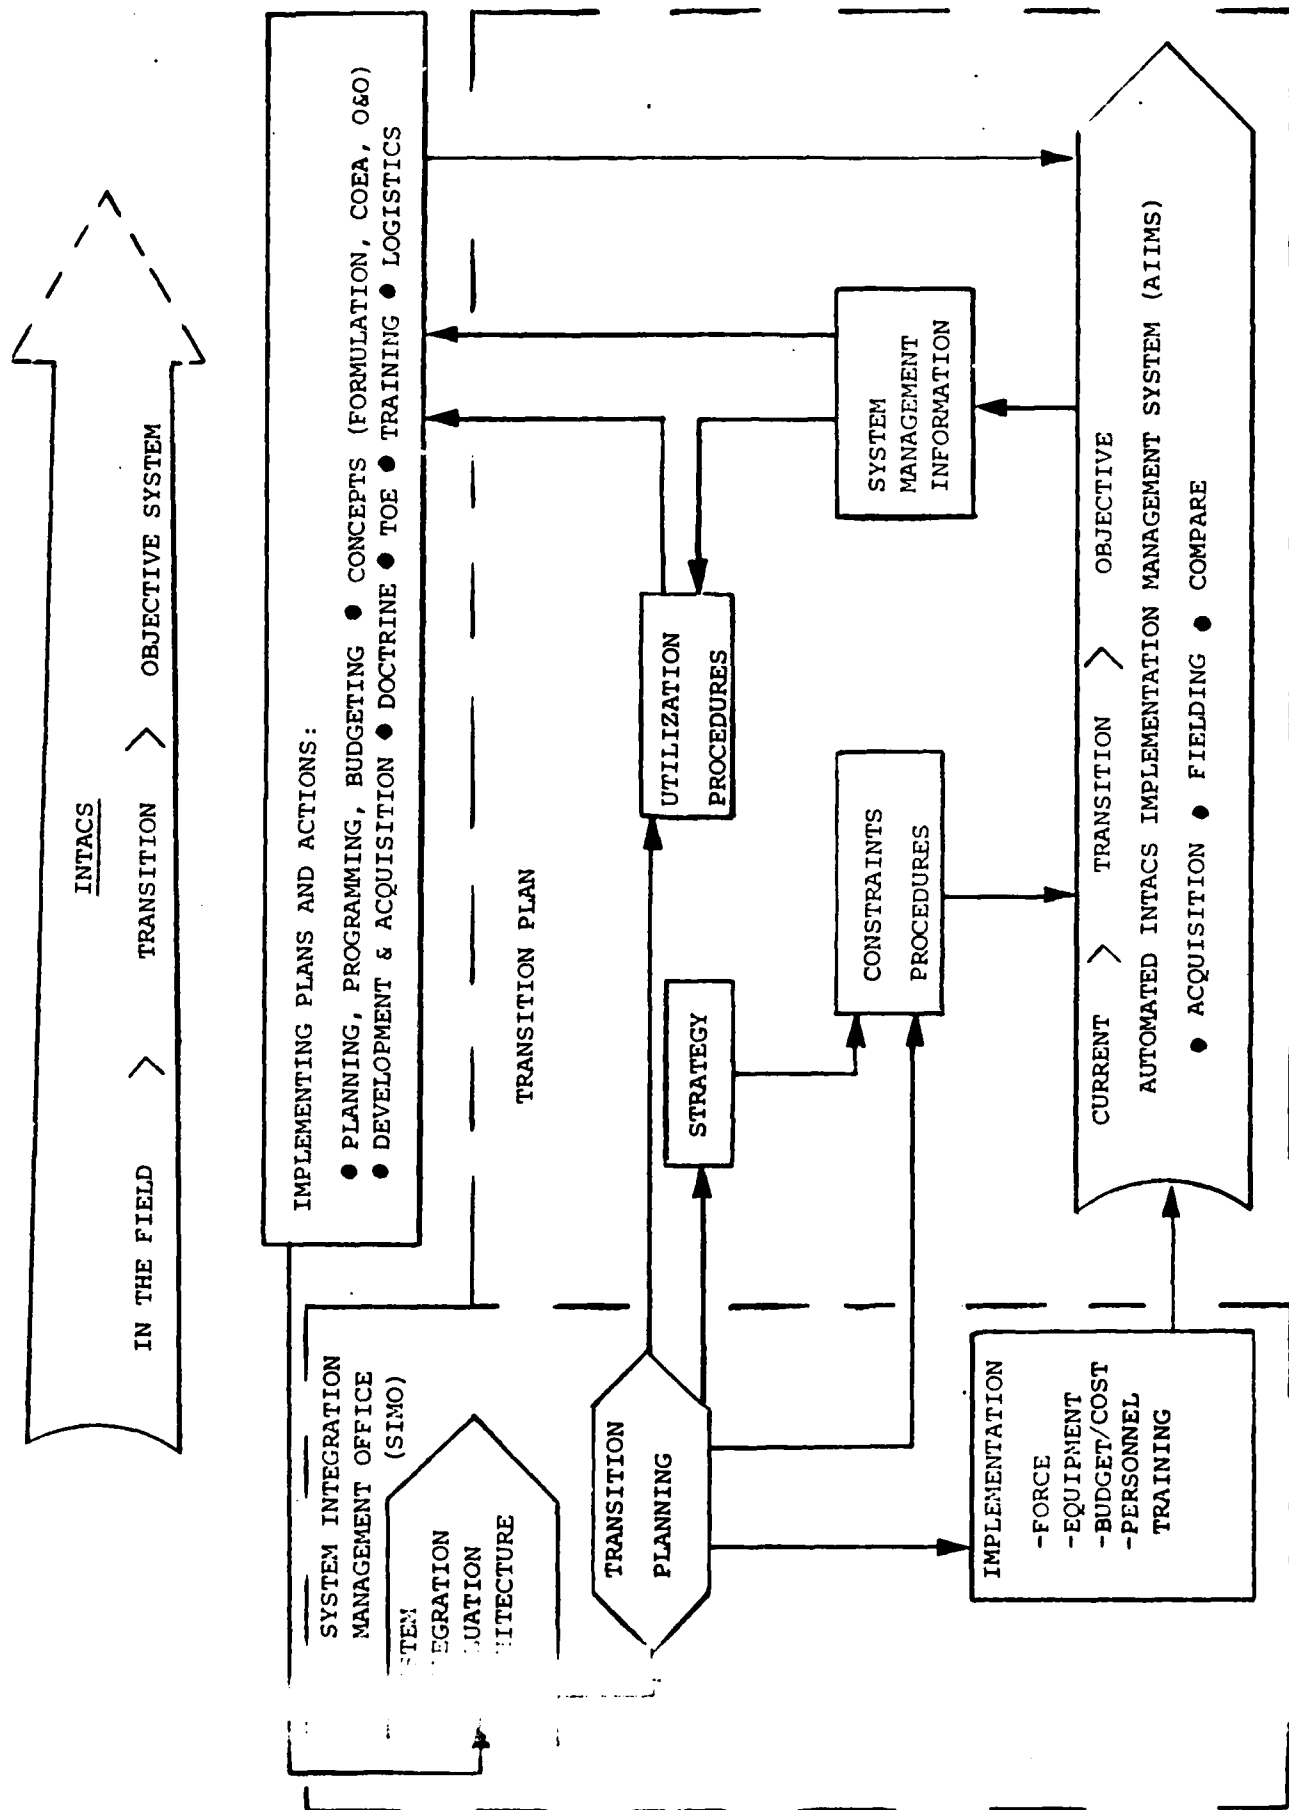 INTACS
IN THE FIELD > TRANSITION > OBJECTIVE SYSTEM
IMPLEMENTING PLANS AND ACTIONS:
● PLANNING, PROGRAMMING, BUDGETING ● CONCEPTS (FORMULATION, COEA, O&O)
● DEVELOPMENT & ACQUISITION ● DOCTRINE ● TOE ● TRAINING ● LOGISTICS
SYSTEM INTEGRATION
MANAGEMENT OFFICE
(SIMO)
TRANSITION PLAN
TRANSITION
PLANNING
STRATEGY
UTILIZATION
PROCEDURES
CONSTRAINTS
PROCEDURES
SYSTEM
MANAGEMENT
INFORMATION
IMPLEMENTATION
-FORCE
-EQUIPMENT
-BUDGET/COST
-PERSONNEL
TRAINING
CURRENT > TRANSITION > OBJECTIVE
AUTOMATED INTACS IMPLEMENTATION MANAGEMENT SYSTEM (AIIMS)
● ACQUISITION ● FIELDING ● COMPARE